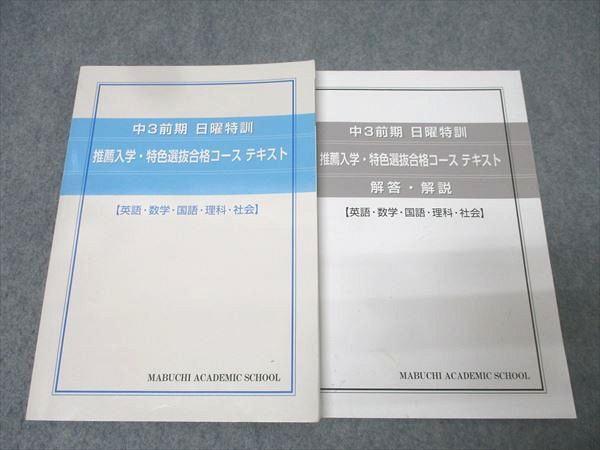 中3前期 日曜特訓
推薦入学・特色選抜合格コース テキスト
【英語・数学・国語・理科・社会】
MABUCHI ACADEMIC SCHOOL
中3前期 日曜特訓
推薦入学・特色選抜合格コース テキスト
解答・解説
【英語・数学・国語・理科・社会】
MABUCHI ACADEMIC SCHOOL